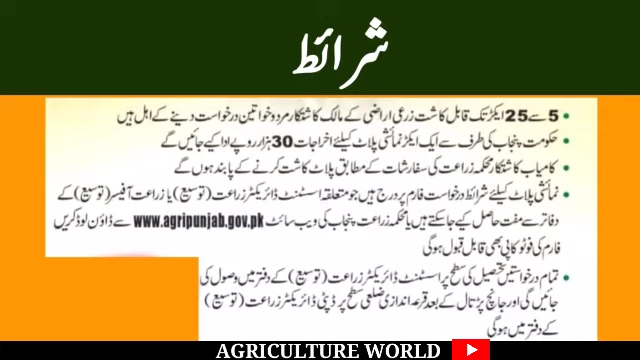 شرائط
5 سے 25 ایکڑ تک قابل کاشت زرعی اراضی کے مالک کاشتکار مرد و خواتین درخواست دینے کے اہل ہیں
حکومت پنجاب کی طرف سے ایک ایکڑ نمائشی پلاٹ کیلئے اخراجات 30 ہزار روپے ادا کیے جائیں گے
کامیاب کاشتکار محکمہ زراعت کی سفارشات کے مطابق پلاٹ کاشت کرنے کے پابند ہوں گے
نمائشی پلاٹ کیلئے شرائط درخواست فارم پر درج ہیں جو متعلقہ اسسٹنٹ ڈائریکٹر زراعت (توسیع) یا زراعت آفیسر (توسیع) کے
دفاتر سے مفت حاصل کیے جا سکتے ہیں یا محکمہ زراعت پنجاب کی ویب سائٹ www.agripunjab.gov.pk سے ڈاؤن لوڈ کریں
فارم کی فوٹو کاپی بھی قابل قبول ہوگی
تمام درخواستیں تحصیل کی سطح پر اسسٹنٹ ڈائریکٹر زراعت (توسیع) کے دفتر میں وصول کی
جائیں گی اور جانچ پڑتال کے بعد قرعہ اندازی ضلعی سطح پر ڈپٹی ڈائریکٹر زراعت (توسیع)
کے دفتر میں ہوگی
AGRICULTURE WORLD